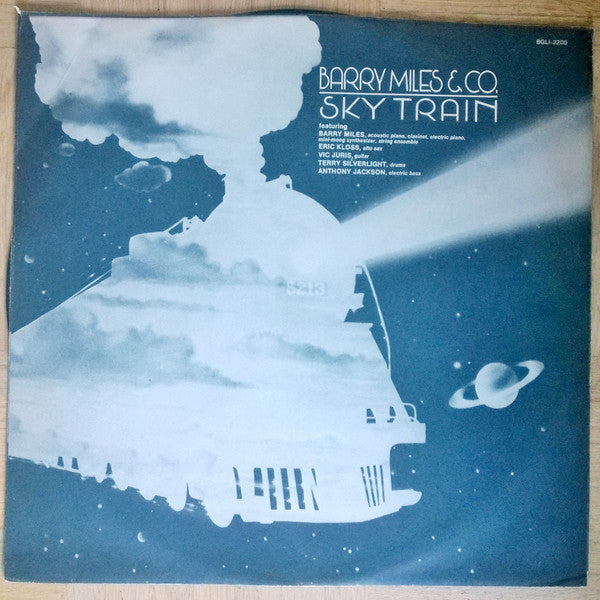 BGLI-2200
BARRY MILES & CO.
SKY TRAIN
featuring
BARRY MILES, acoustic piano, clavinet, electric piano,
mini-moog synthesizer, string ensemble
ERIC KLOSS, alto sax
VIC JURIS, guitar
TERRY SILVERLIGHT, drums
ANTHONY JACKSON, electric bass
5213